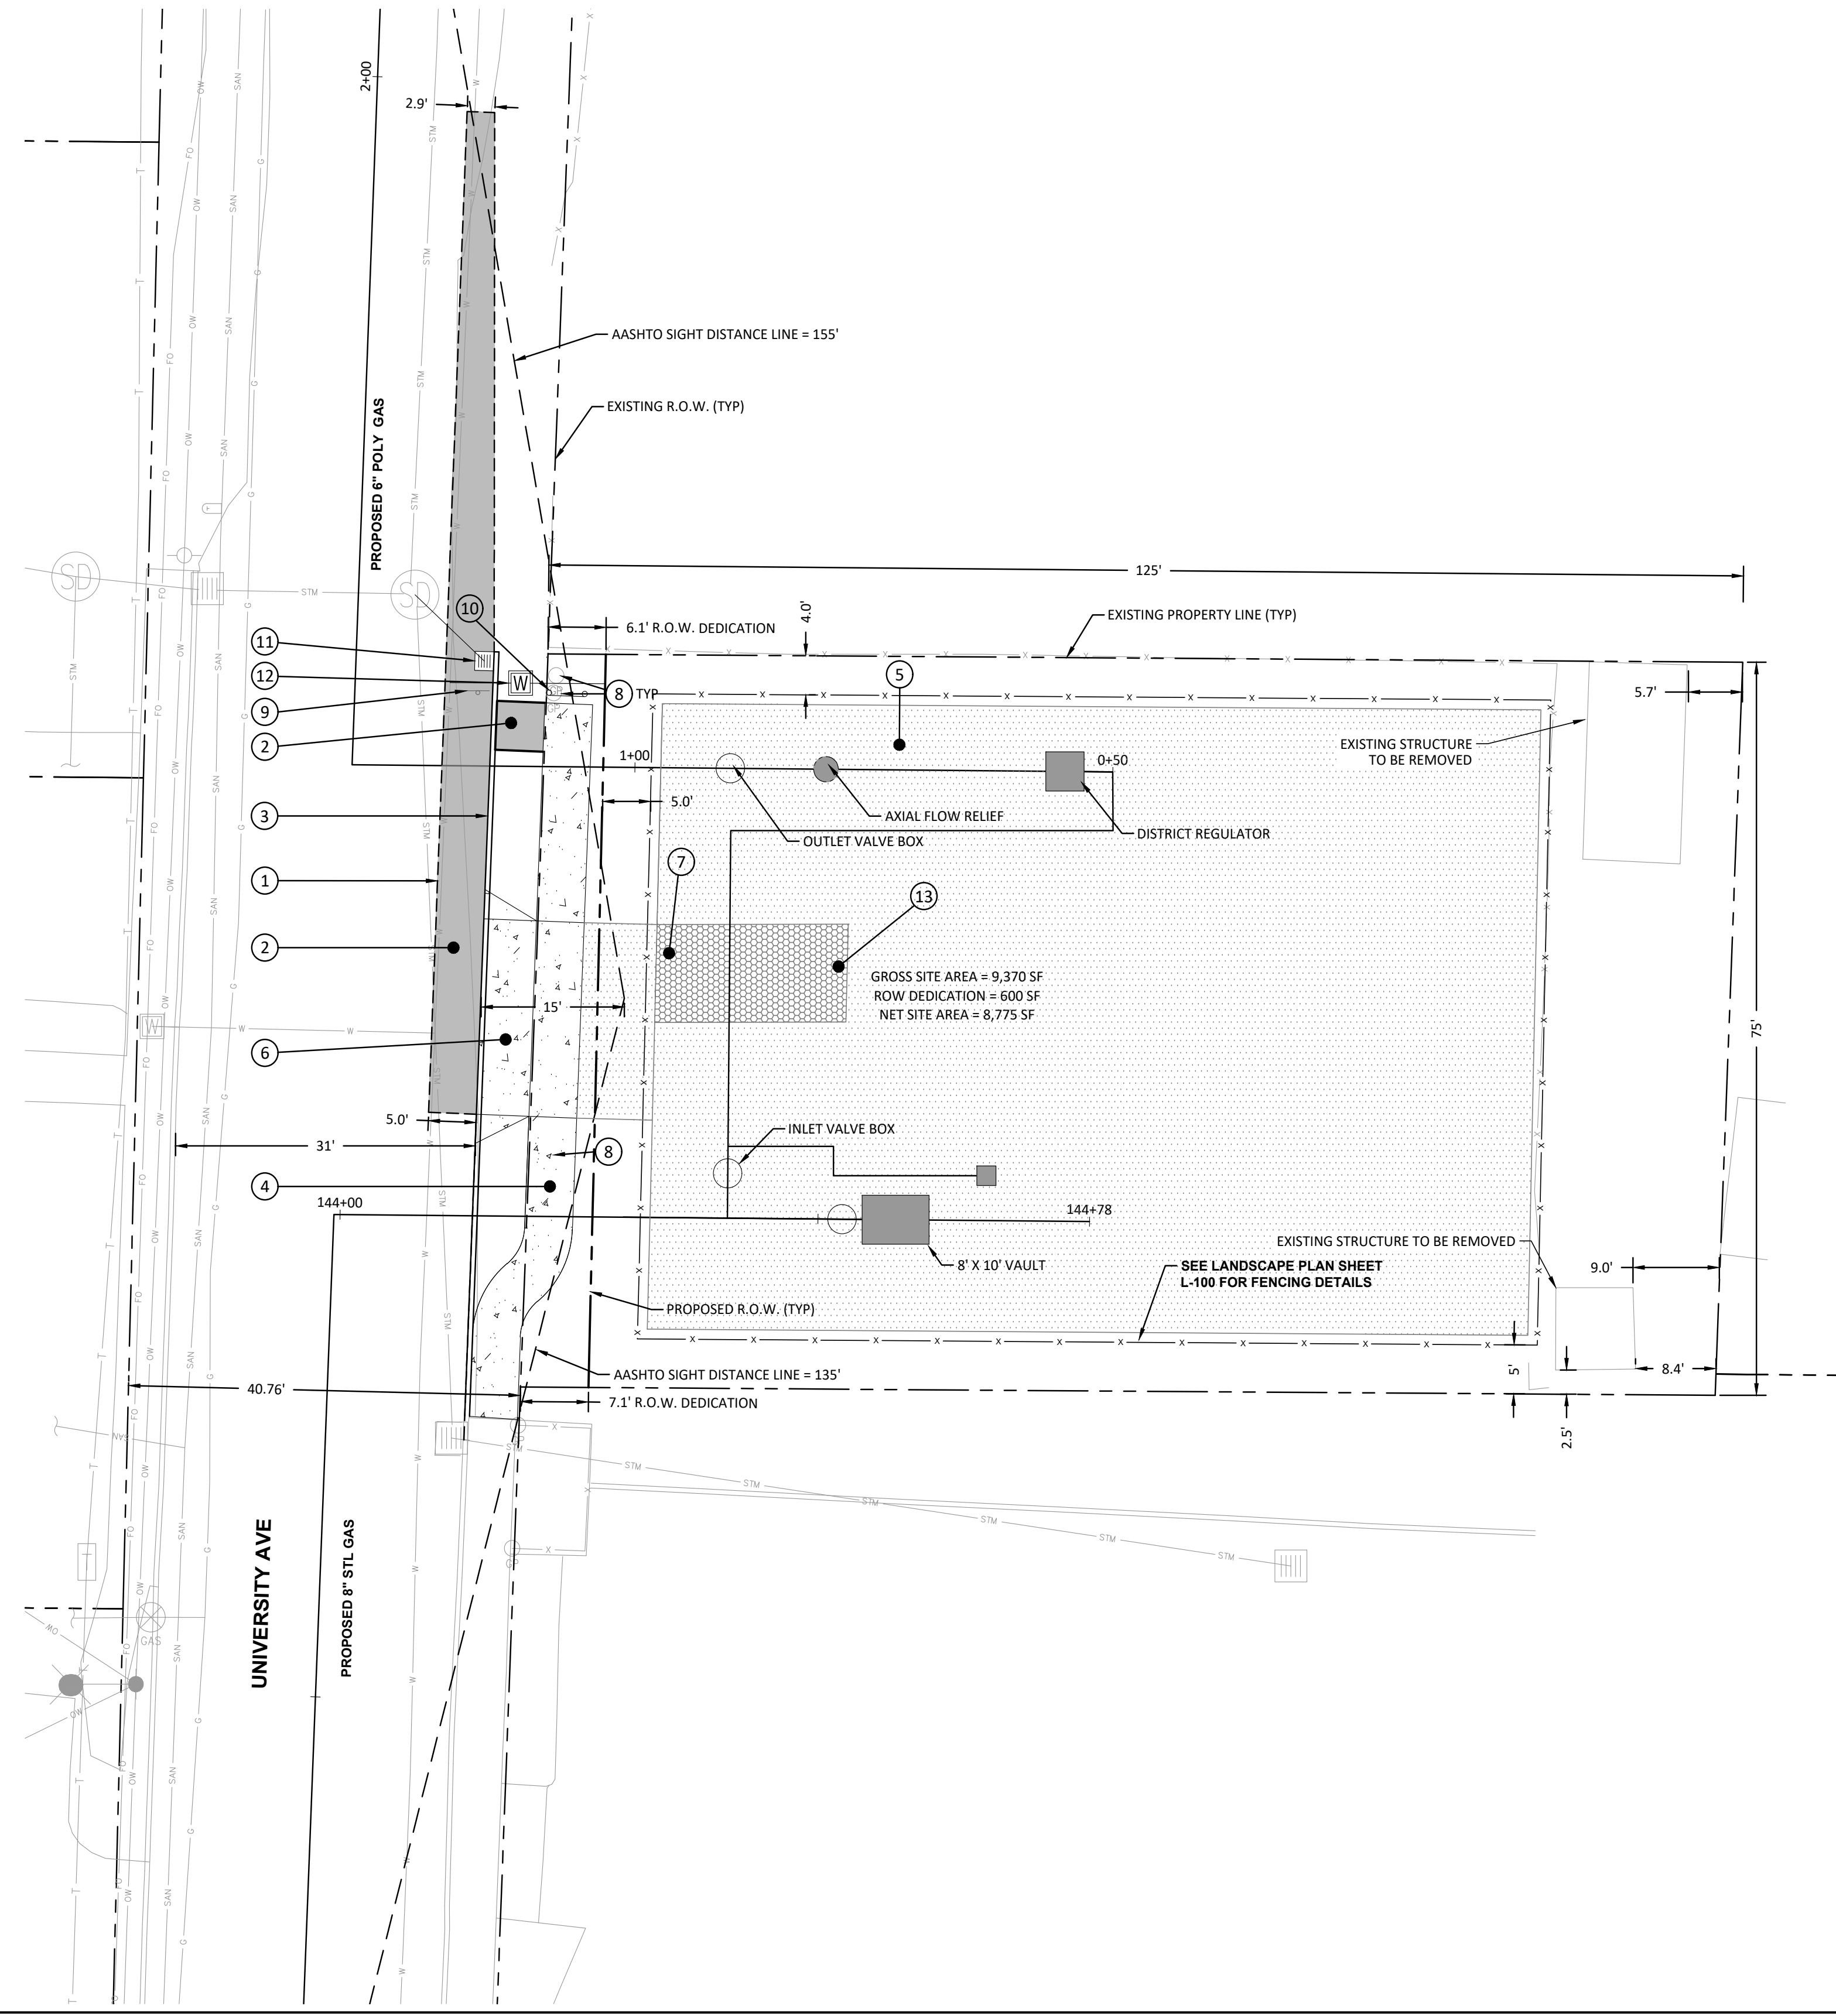 2+00
2.9'
AASHTO SIGHT DISTANCE LINE = 155'
EXISTING R.O.W. (TYP)
PROPOSED 6" POLY GAS
125'
SD
SD
STM
10
11
12
9
2
3
1
2
6
4
W
6.1' R.O.W. DEDICATION
4.0'
EXISTING PROPERTY LINE (TYP)
8 TYP
5
5.7'
EXISTING STRUCTURE
TO BE REMOVED
1+00
0+50
5.0'
AXIAL FLOW RELIEF
OUTLET VALVE BOX
DISTRICT REGULATOR
7
13
GROSS SITE AREA = 9,370 SF
ROW DEDICATION = 600 SF
NET SITE AREA = 8,775 SF
15'
W
75'
5.0'
31'
INLET VALVE BOX
8
144+00
144+78
8' X 10' VAULT
EXISTING STRUCTURE TO BE REMOVED
SEE LANDSCAPE PLAN SHEET
L-100 FOR FENCING DETAILS
9.0'
PROPOSED R.O.W. (TYP)
AASHTO SIGHT DISTANCE LINE = 135'
40.76'
7.1' R.O.W. DEDICATION
5'
8.4'
2.5'
UNIVERSITY AVE
PROPOSED 8" STL GAS
GAS